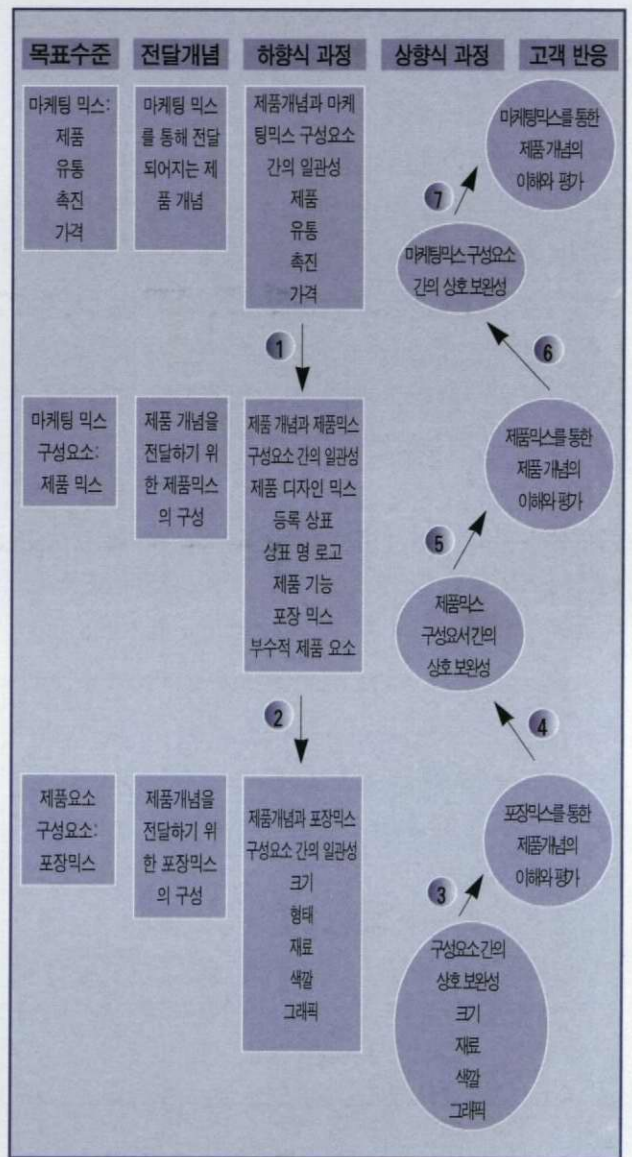 목표수준
전달개념
하향식 과정
상향식 과정
고객 반응
마케팅 믹스:
제품
유통
촉진
가격
마케팅 믹스
를 통해 전달
되어지는 제
품 개념
제품개념과 마케
팅믹스 구성요소
간의 일관성
제품
유통
촉진
가격
마케팅믹스를 통한
제품 개념의
이해와 평가
7
마케팅믹스 구성요소
간의 상호 보완성
1
6
마케팅 믹스
구성요소:
제품 믹스
제품 개념을
전달하기 위
한 제품믹스
의 구성
제품 개념과 제품믹스
구성요소 간의 일관성
제품 디자인 믹스
등록 상표
상표 명 로고
제품 기능
포장 믹스
부수적 제품 요소
제품믹스를 통한
제품 개념의
이해와 평가
5
제품믹스
구성요서 간의
상호 보완성
2
4
제품요소
구성요소:
포장믹스
제품개념을
전달하기 위
한 포장믹스
의 구성
제품개념과 포장믹스
구성요소 간의 일관성
크기
형태
재료
색깔
그래픽
포장믹스를 통한
제품개념의
이해와 평가
3
구성요소 간의
상호 보완성
크기
재료
색깔
그래픽